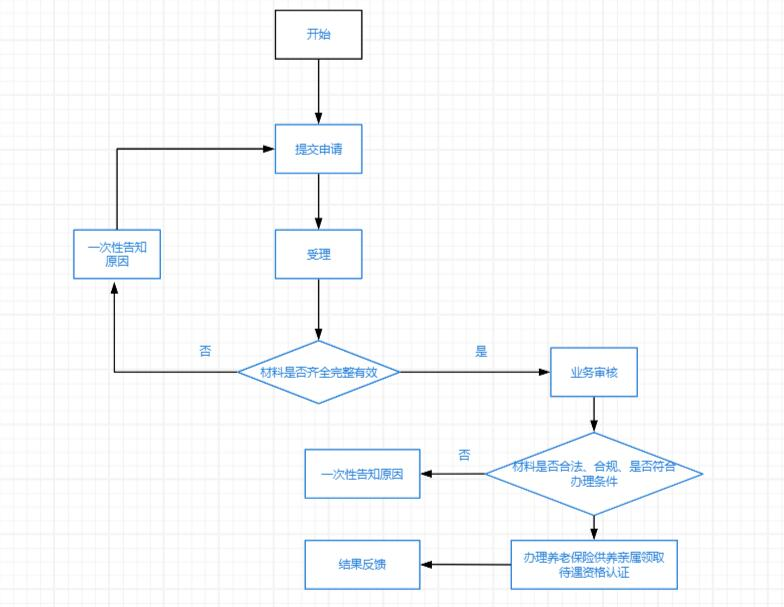 开始
提交申请
一次性告知
原因
受理
否
是
材料是否齐全完整有效
业务审核
否
材料是否合法、合规、是否符合
办理条件
一次性告知原因
办理养老保险供养亲属领取
待遇资格认证
结果反馈